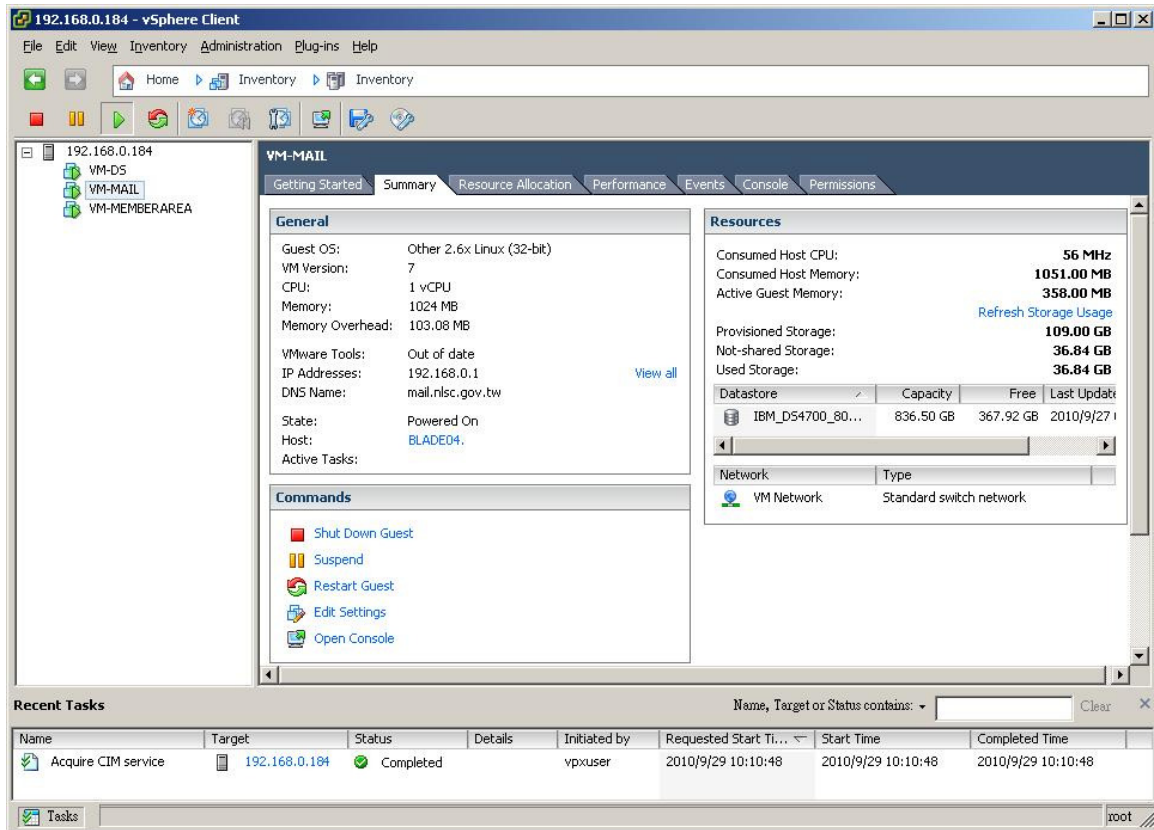 192.168.0.184 - vSphere Client
File Edit View Inventory Administration Plug-ins Help
Home Inventory Inventory
192.168.0.184
VM-DS
VM-MAIL
VM-MEMBERAREA
VM-MAIL
Getting Started Summary Resource Allocation Performance Events Console Permissions
General
Guest OS: Other 2.6x Linux (32-bit)
VM Version: 7
CPU: 1 vCPU
Memory: 1024 MB
Memory Overhead: 103.08 MB
VMware Tools: Out of date
IP Addresses: 192.168.0.1 View all
DNS Name: mail.nlsc.gov.tw
State: Powered On
Host: BLADE04.
Active Tasks:
Commands
Shut Down Guest
Suspend
Restart Guest
Edit Settings
Open Console
Resources
Consumed Host CPU: 56 MHz
Consumed Host Memory: 1051.00 MB
Active Guest Memory: 358.00 MB
Refresh Storage Usage
Provisioned Storage: 109.00 GB
Not-shared Storage: 36.84 GB
Used Storage: 36.84 GB
Datastore Capacity Free Last Update
IBM_DS4700_80... 836.50 GB 367.92 GB 2010/9/27
Network Type
VM Network Standard switch network
Recent Tasks Name, Target or Status contains: Clear
Name Target Status Details Initiated by Requested Start Ti... Start Time Completed Time
Acquire CIM service 192.168.0.184 Completed vpxuser 2010/9/29 10:10:48 2010/9/29 10:10:48 2010/9/29 10:10:48
Tasks root